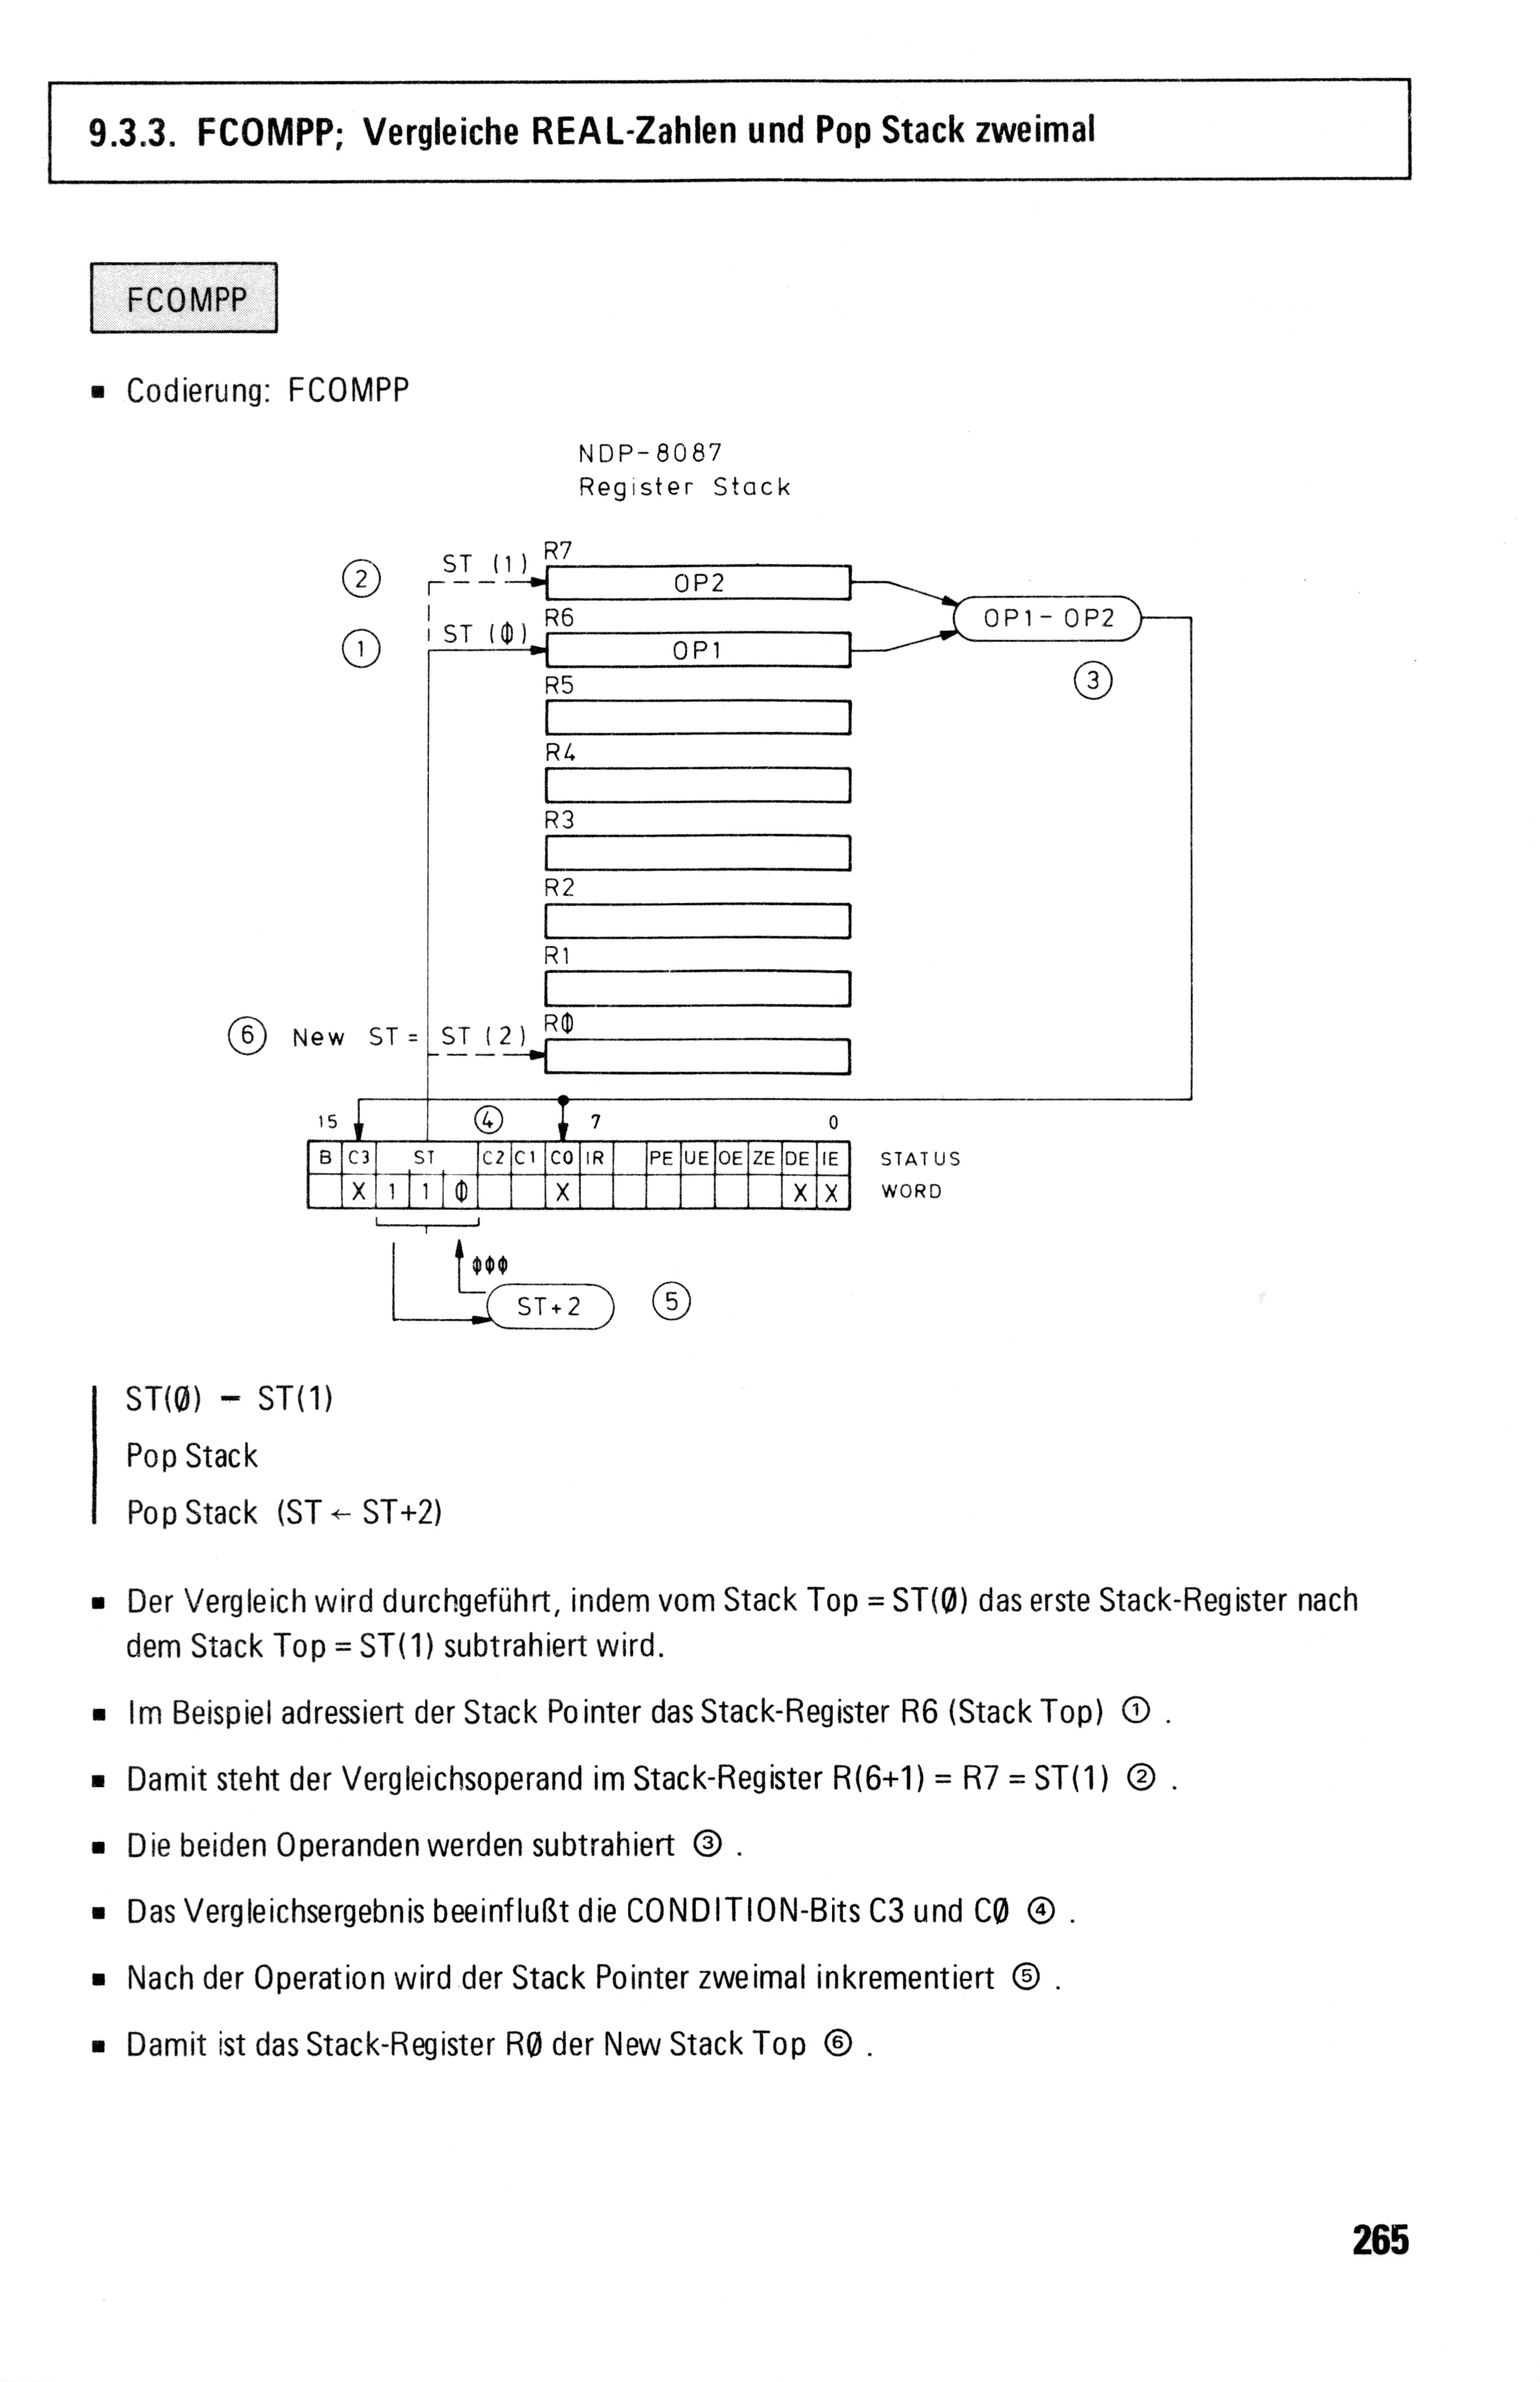 9.3.3. FCOMPP; Vergleiche REAL-Zahlen und Pop Stack zweimal
FCOMPP
▪ Codierung: FCOMPP
NDP-8087
Register Stack
R7
② ST (1) OP2
R6
① ST (0) OP1
OP1- OP2
③
R5
R4
R3
R2
R1
R0
⑥ New ST = ST (2)
15 ④ 7 0
B C3 ST C2 C1 C0 IR PE UE OE ZE DE IE STATUS
X 1 1 0 X X X WORD
000
ST+2 ⑤
ST(0) − ST(1)
Pop Stack
Pop Stack (ST ← ST+2)
▪ Der Vergleich wird durchgeführt, indem vom Stack Top = ST(0) das erste Stack-Register nach
dem Stack Top = ST(1) subtrahiert wird.
▪ Im Beispiel adressiert der Stack Pointer das Stack-Register R6 (Stack Top) ① .
▪ Damit steht der Vergleichsoperand im Stack-Register R(6+1) = R7 = ST(1) ② .
▪ Die beiden Operanden werden subtrahiert ③ .
▪ Das Vergleichsergebnis beeinflußt die CONDITION-Bits C3 und C0 ④ .
▪ Nach der Operation wird der Stack Pointer zweimal inkrementiert ⑤ .
▪ Damit ist das Stack-Register R0 der New Stack Top ⑥ .
265